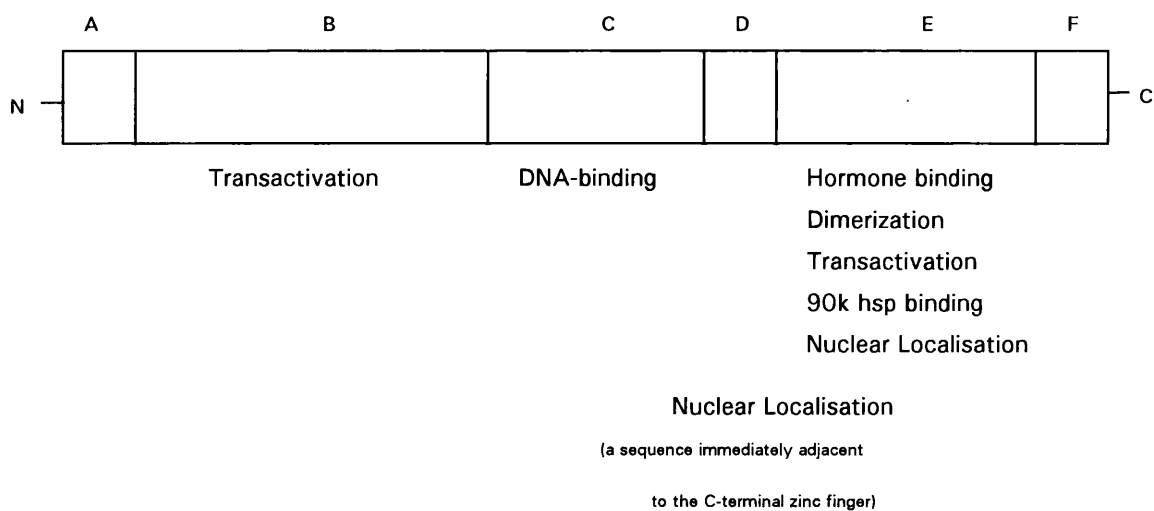 A B C D E F
N C
Transactivation DNA-binding Hormone binding
Dimerization
Transactivation
90k hsp binding
Nuclear Localisation
Nuclear Localisation
(a sequence immediately adjacent
to the C-terminal zinc finger)